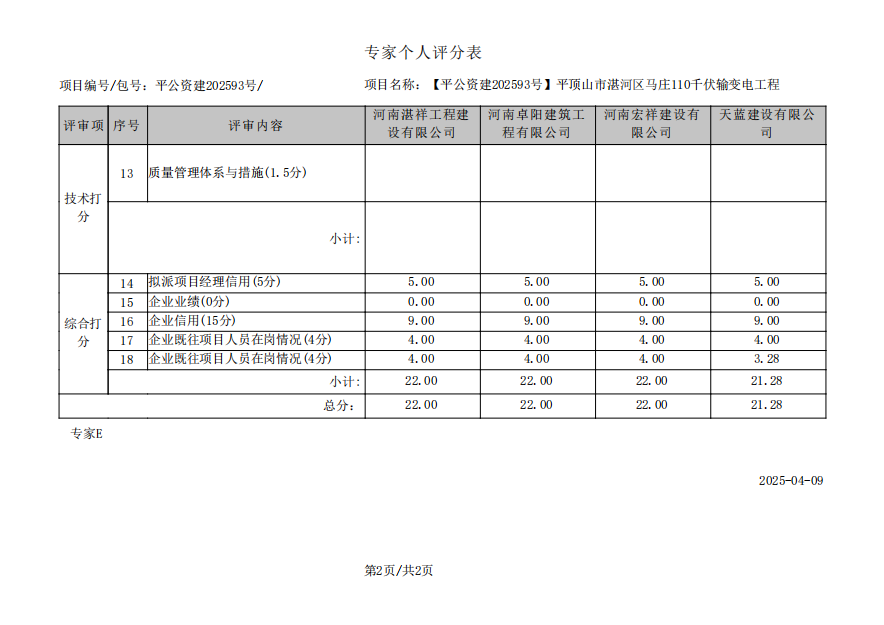 专家个人评分表
项目编号/包号: 平公资建202593号/ 项目名称: 【平公资建202593号】平顶山市湛河区马庄110千伏输变电工程
评审项 序号 评审内容 河南湛祥工程建设有限公司 河南卓阳建筑工程有限公司 河南宏祥建设有限公司 天蓝建设有限公司
技术打分
13 质量管理体系与措施(1.5分)
小计:
综合打分
14 拟派项目经理信用(5分) 5.00 5.00 5.00 5.00
15 企业业绩(0分) 0.00 0.00 0.00 0.00
16 企业信用(15分) 9.00 9.00 9.00 9.00
17 企业既往项目人员在岗情况(4分) 4.00 4.00 4.00 4.00
18 企业既往项目人员在岗情况(4分) 4.00 4.00 4.00 3.28
小计: 22.00 22.00 22.00 21.28
总分: 22.00 22.00 22.00 21.28
专家E
2025-04-09
第2页/共2页